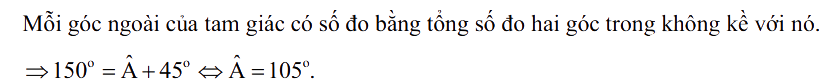 Mỗi góc ngoài của tam giác có số đo bằng tổng số đo hai góc trong không kề với nó.
⇒150° = Â + 45° ⇔ Â = 105°.